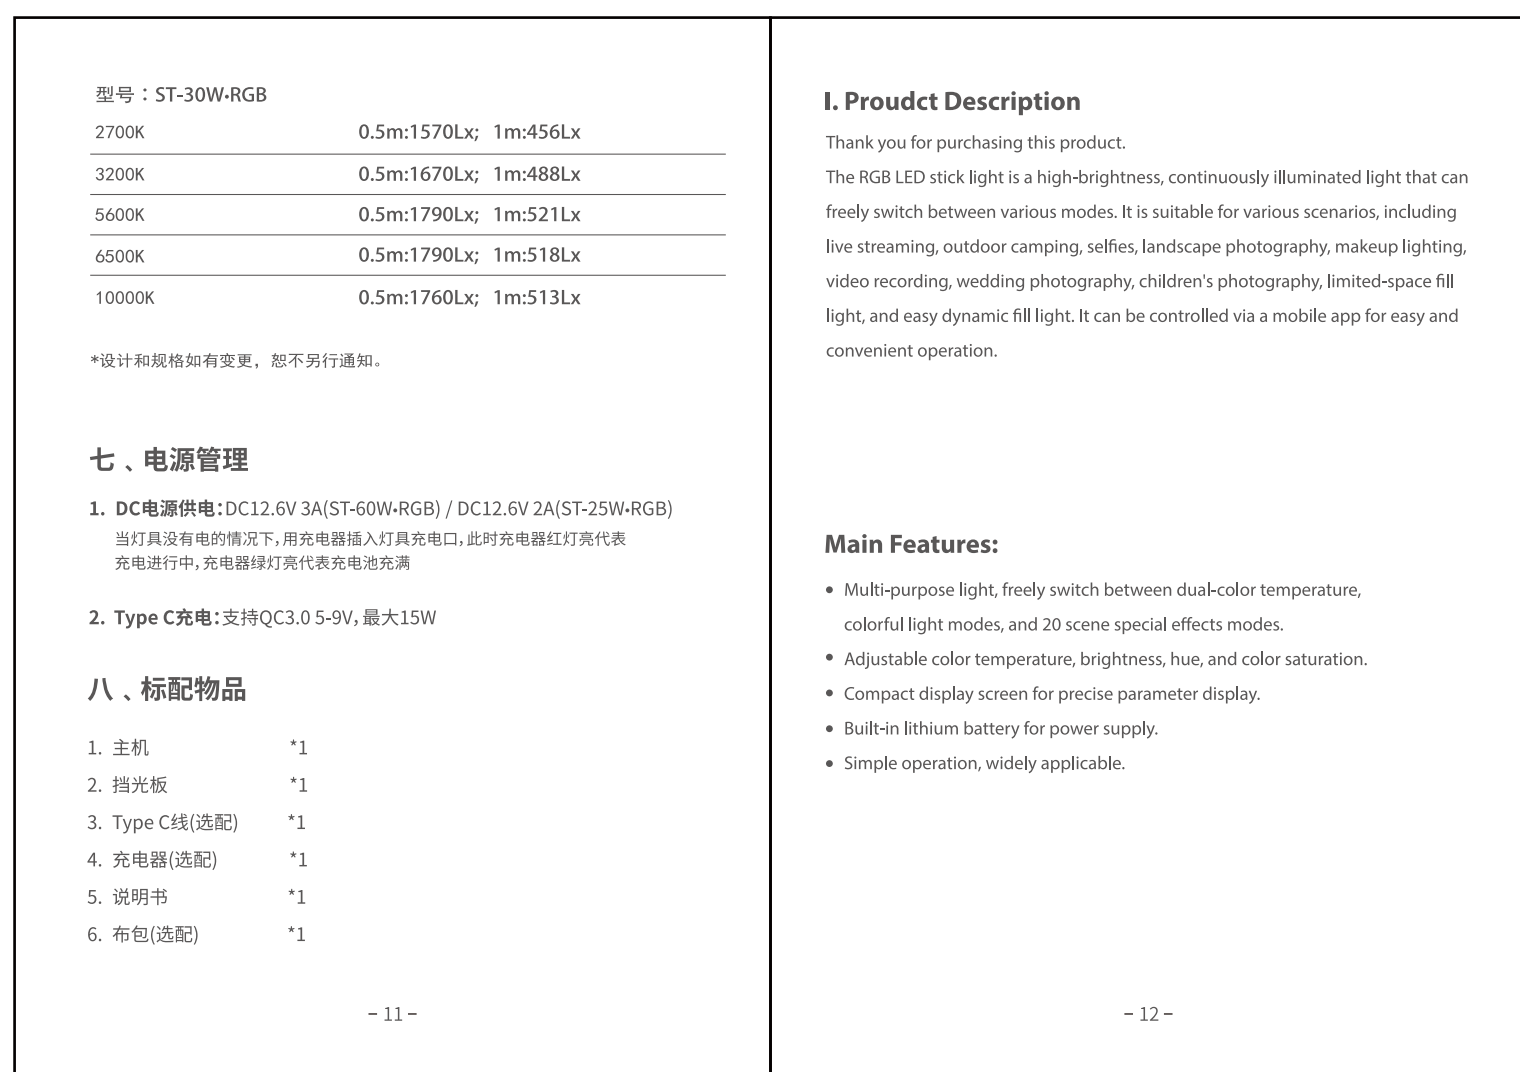 型号：ST-30W•RGB
2700K 0.5m:1570Lx; 1m:456Lx
3200K 0.5m:1670Lx; 1m:488Lx
5600K 0.5m:1790Lx; 1m:521Lx
6500K 0.5m:1790Lx; 1m:518Lx
10000K 0.5m:1760Lx; 1m:513Lx
*设计和规格如有变更，恕不另行通知。
七、电源管理
1. DC电源供电：DC12.6V 3A(ST-60W•RGB) / DC12.6V 2A(ST-25W•RGB)
当灯具没有电的情况下，用充电器插入灯具充电口，此时充电器红灯亮代表
充电进行中，充电器绿灯亮代表充电池充满
2. Type C充电：支持QC3.0 5-9V，最大15W
八、标配物品
1. 主机 *1
2. 挡光板 *1
3. Type C线(选配) *1
4. 充电器(选配) *1
5. 说明书 *1
6. 布包(选配) *1
– 11 –
I. Proudct Description
Thank you for purchasing this product.
The RGB LED stick light is a high-brightness, continuously illuminated light that can
freely switch between various modes. It is suitable for various scenarios, including
live streaming, outdoor camping, selfies, landscape photography, makeup lighting,
video recording, wedding photography, children's photography, limited-space fill
light, and easy dynamic fill light. It can be controlled via a mobile app for easy and
convenient operation.
Main Features:
• Multi-purpose light, freely switch between dual-color temperature,
colorful light modes, and 20 scene special effects modes.
• Adjustable color temperature, brightness, hue, and color saturation.
• Compact display screen for precise parameter display.
• Built-in lithium battery for power supply.
• Simple operation, widely applicable.
– 12 –